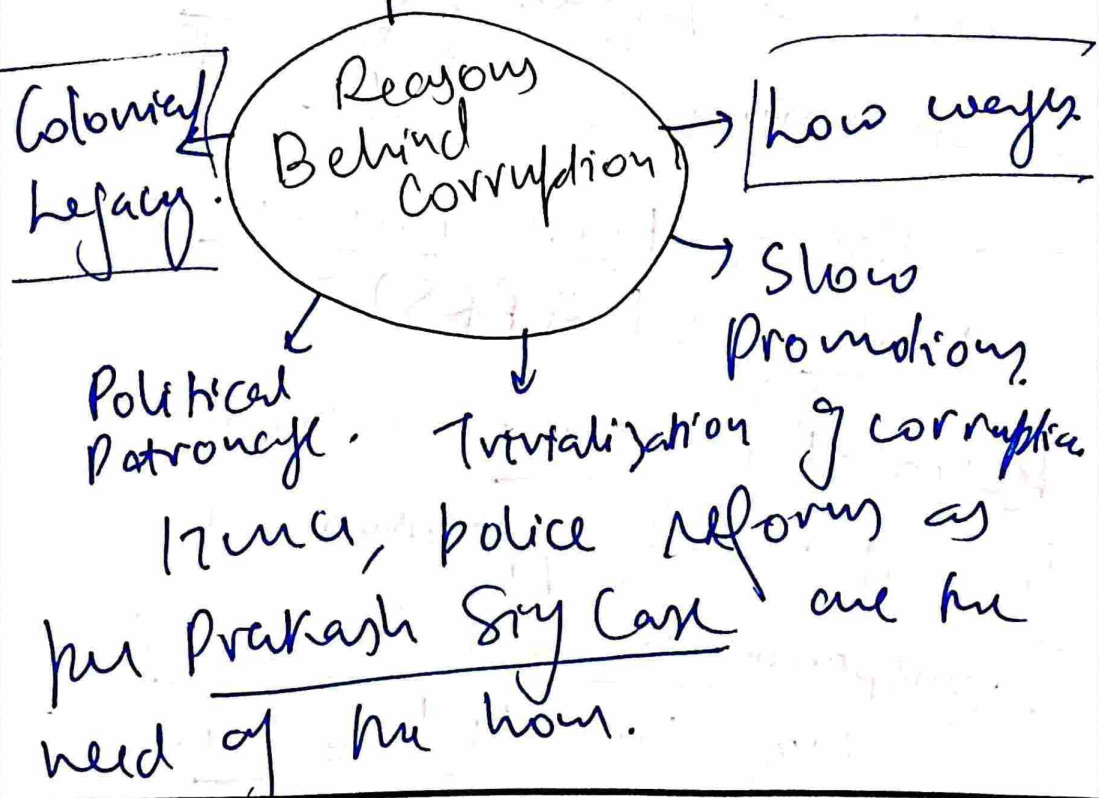 Reasons
Behind
Corruption
Colonial
Legacy.
Low wages.
Slow
Promotions.
Political
Patronage.
Trivialization of corruption
Hence, police reforms as
per Prakash Singh Case are the
need of the hour.